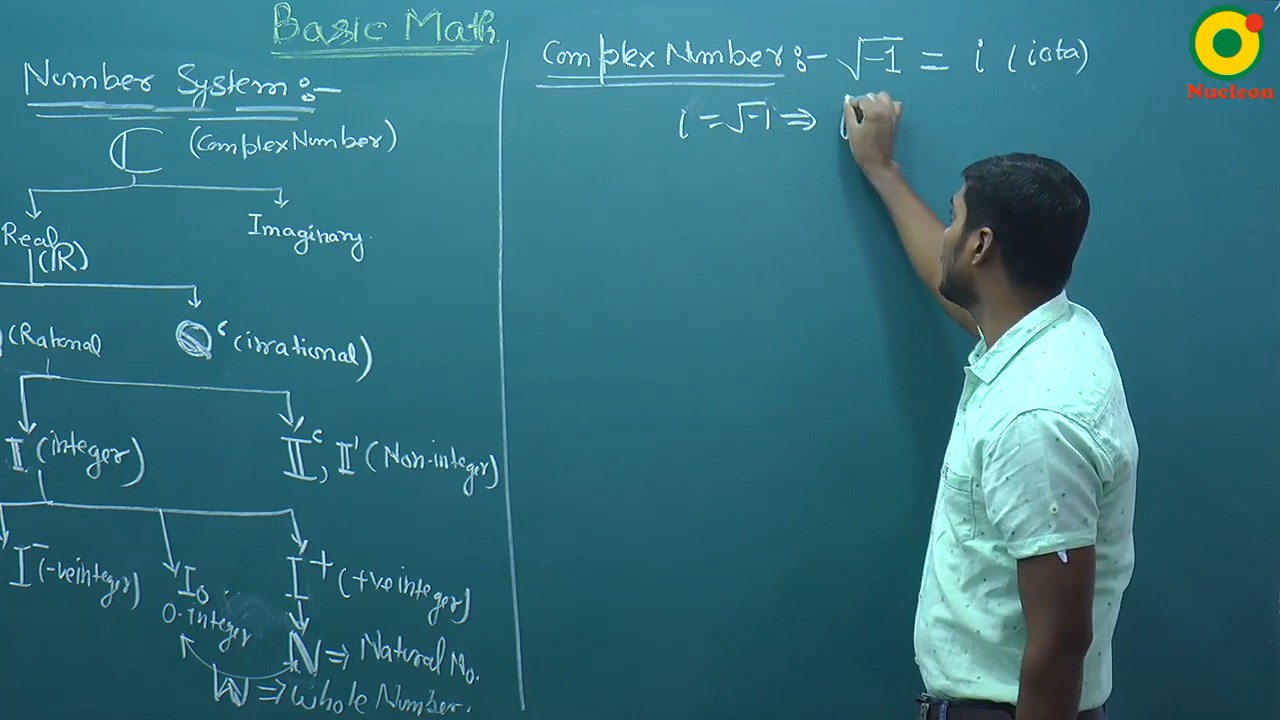 Basic Math
Number System :-
C (Complex Number)
Real (IR)
Imaginary
(Rational
Q^c (irrational)
I (integer)
I^c, I' (Non-integer)
I^- (-ve integer)
I_0
0-integer
I^+ (+ve integer)
N ⇒ Natural No.
W ⇒ Whole Number.
Complex Number :- √-1 = i (iota)
i = √-1 ⇒
Nucleon